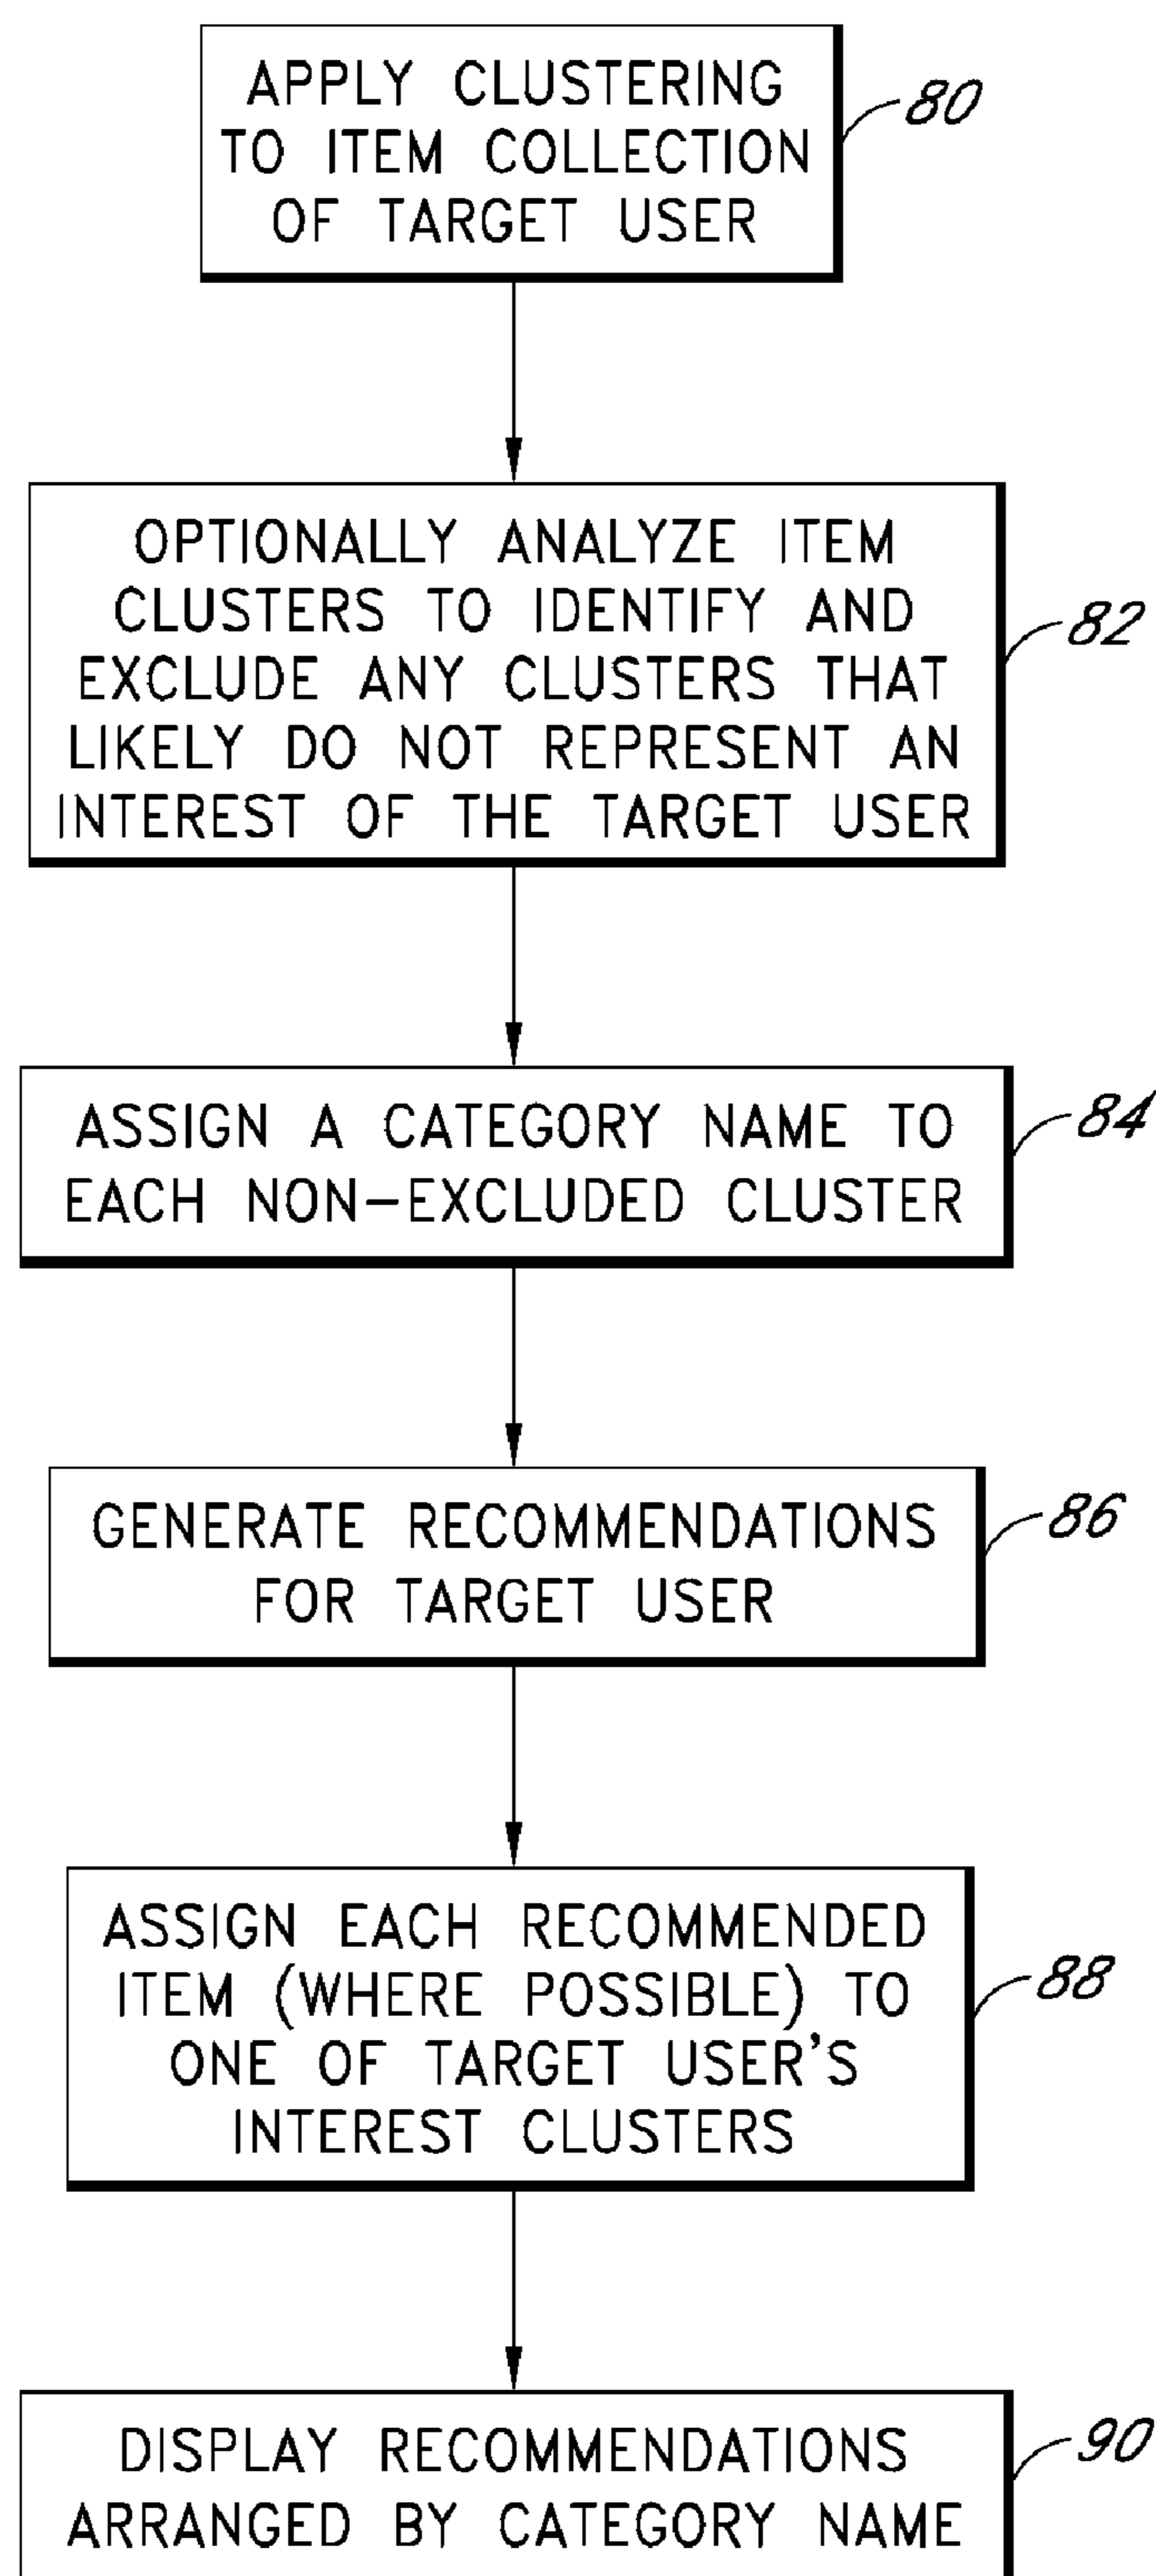 APPLY CLUSTERING
TO ITEM COLLECTION
OF TARGET USER
80
OPTIONALLY ANALYZE ITEM
CLUSTERS TO IDENTIFY AND
EXCLUDE ANY CLUSTERS THAT
LIKELY DO NOT REPRESENT AN
INTEREST OF THE TARGET USER
82
ASSIGN A CATEGORY NAME TO
EACH NON-EXCLUDED CLUSTER
84
GENERATE RECOMMENDATIONS
FOR TARGET USER
86
ASSIGN EACH RECOMMENDED
ITEM (WHERE POSSIBLE) TO
ONE OF TARGET USER'S
INTEREST CLUSTERS
88
DISPLAY RECOMMENDATIONS
ARRANGED BY CATEGORY NAME
90